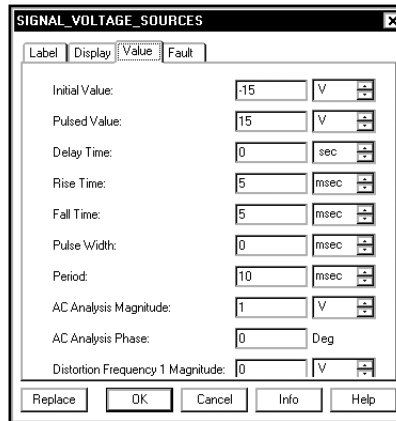 SIGNAL_VOLTAGE_SOURCES
Label Display Value Fault
Initial Value: -15 V
Pulsed Value: 15 V
Delay Time: 0 sec
Rise Time: 5 msec
Fall Time: 5 msec
Pulse Width: 0 msec
Period: 10 msec
AC Analysis Magnitude: 1 V
AC Analysis Phase: 0 Deg
Distortion Frequency 1 Magnitude: 0 V
Replace OK Cancel Info Help